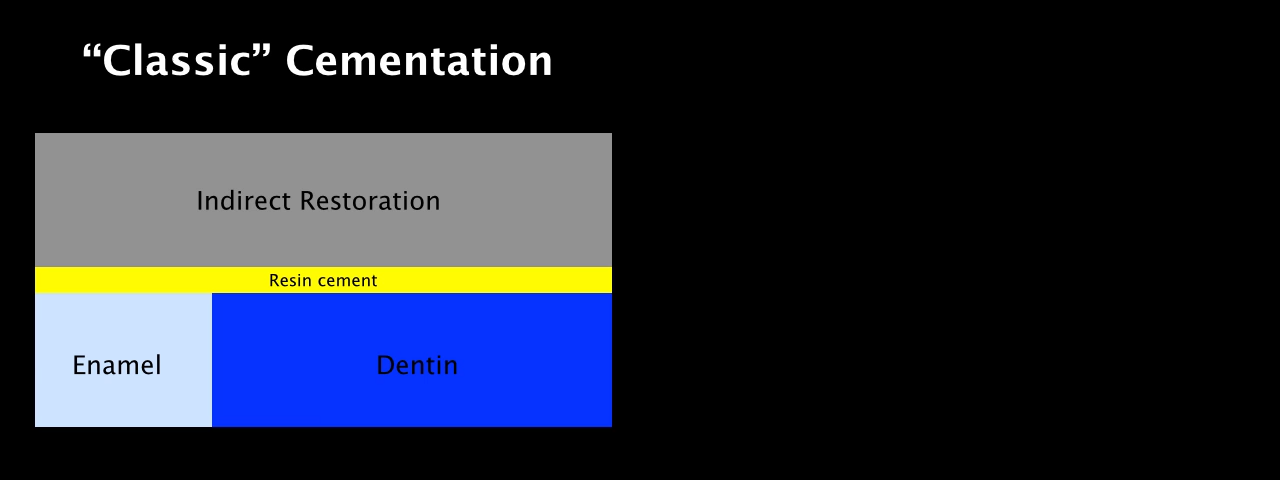 “Classic” Cementation
Indirect Restoration
Resin cement
Enamel
Dentin